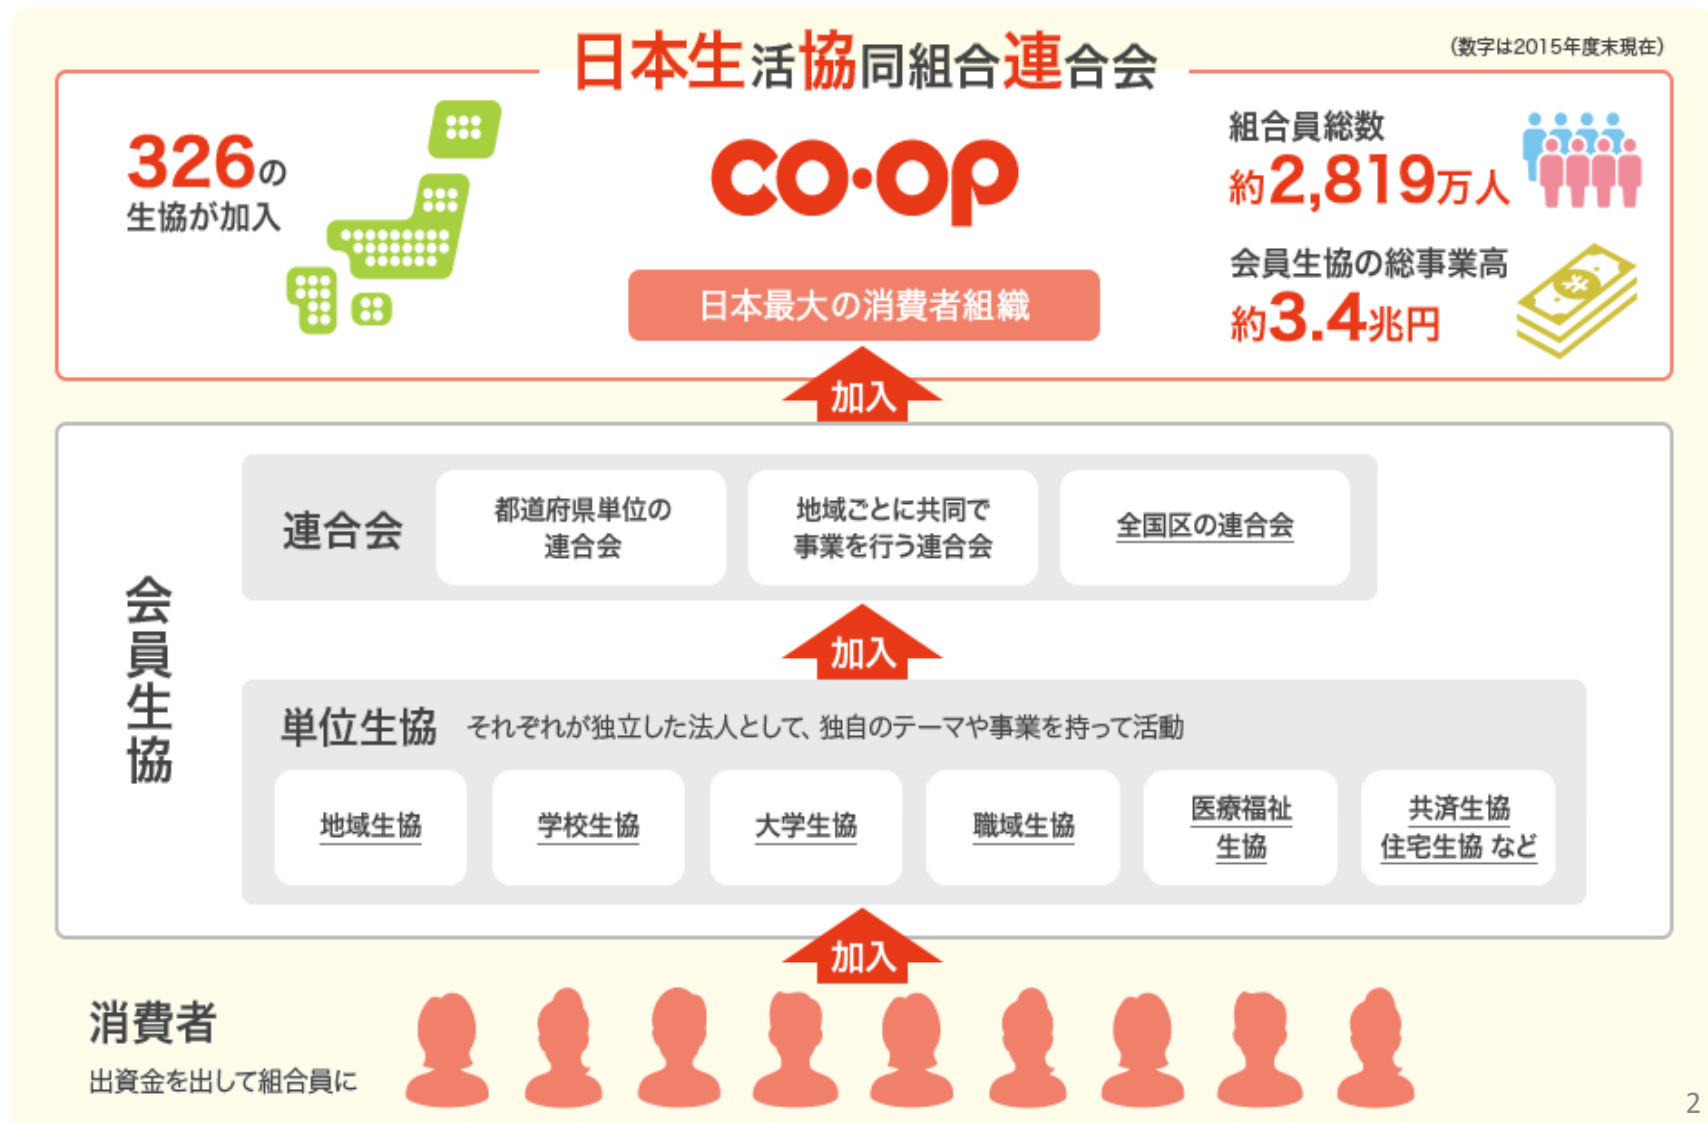 日本生活協同組合連合会
（数字は2015年度末現在）
326の
生協が加入
co・op
日本最大の消費者組織
組合員総数
約2,819万人
会員生協の総事業高
約3.4兆円
加入
会員生協
連合会
都道府県単位の
連合会
地域ごとに共同で
事業を行う連合会
全国区の連合会
加入
単位生協
それぞれが独立した法人として、独自のテーマや事業を持って活動
地域生協
学校生協
大学生協
職域生協
医療福祉
生協
共済生協
住宅生協 など
加入
消費者
出資金を出して組合員に
2